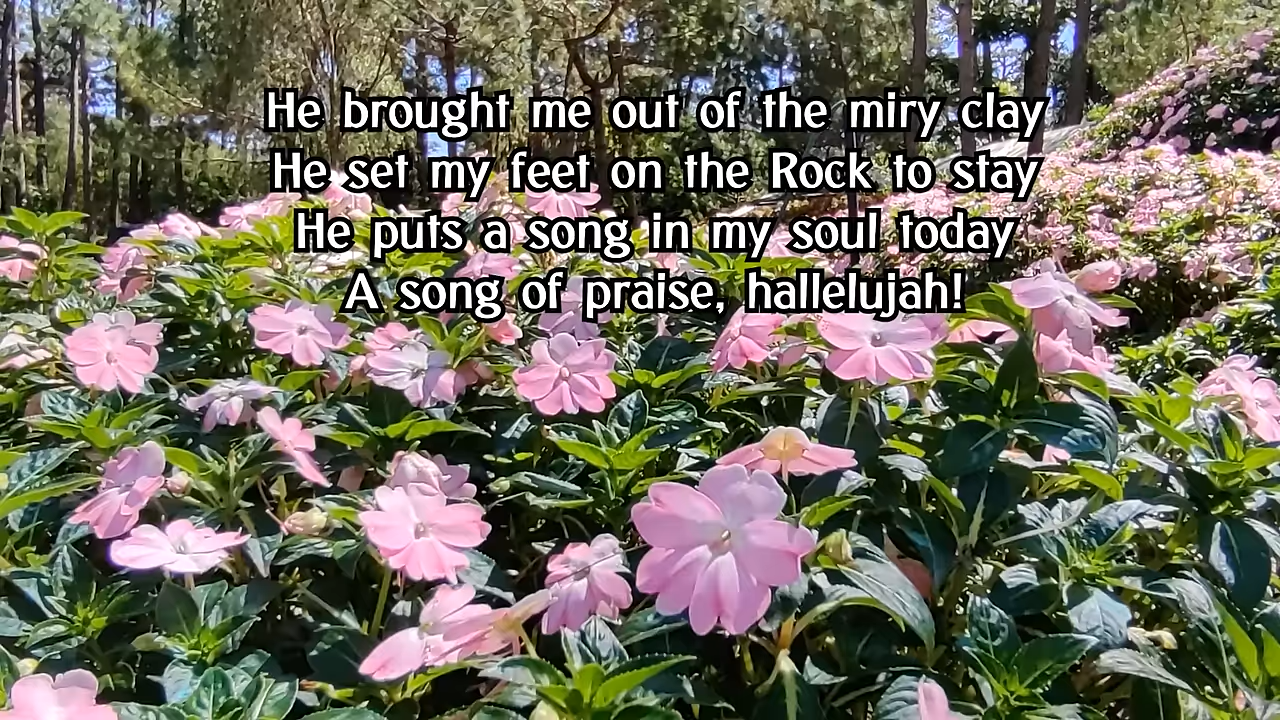 He brought me out of the miry clay
He set my feet on the Rock to stay
He puts a song in my soul today
A song of praise, hallelujah!